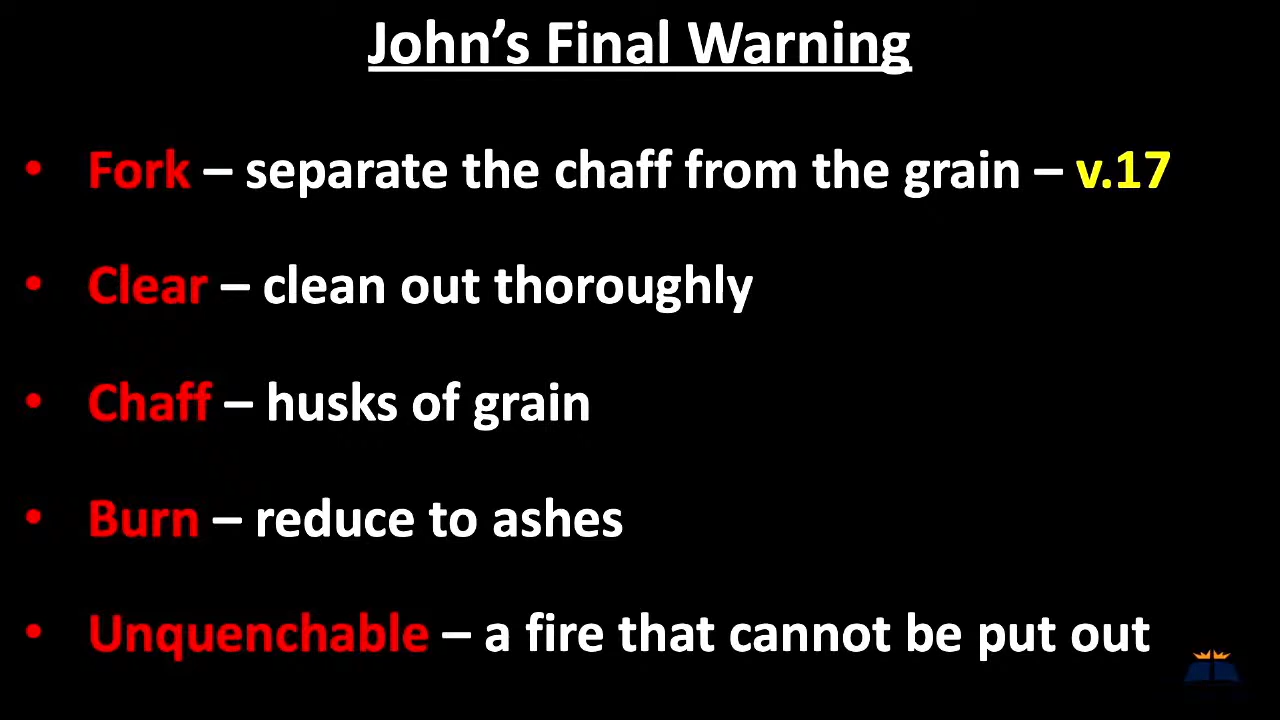 John’s Final Warning
• Fork – separate the chaff from the grain – v.17
• Clear – clean out thoroughly
• Chaff – husks of grain
• Burn – reduce to ashes
• Unquenchable – a fire that cannot be put out